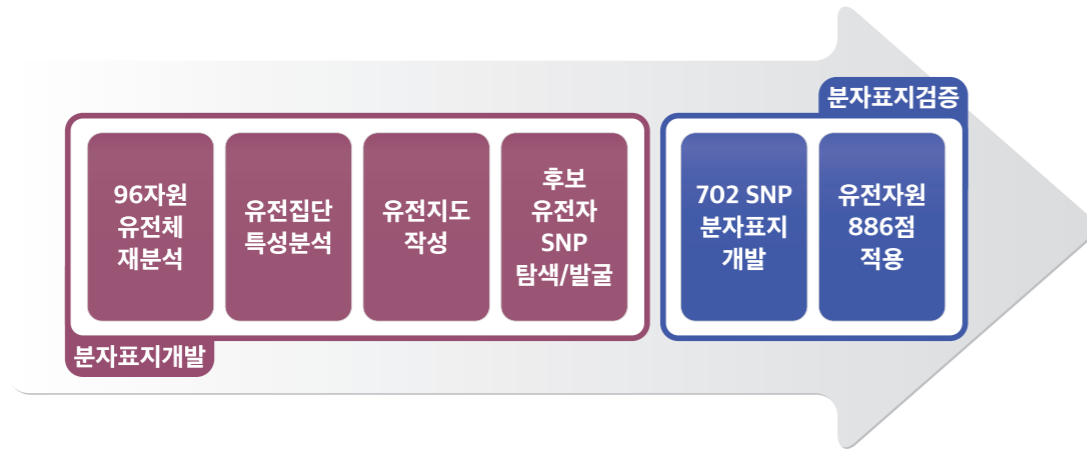 분자표지검증
96자원
유전체
재분석
유전집단
특성분석
유전지도
작성
후보
유전자
SNP
탐색/발굴
702 SNP
분자표지
개발
유전자원
886점
적용
분자표지개발